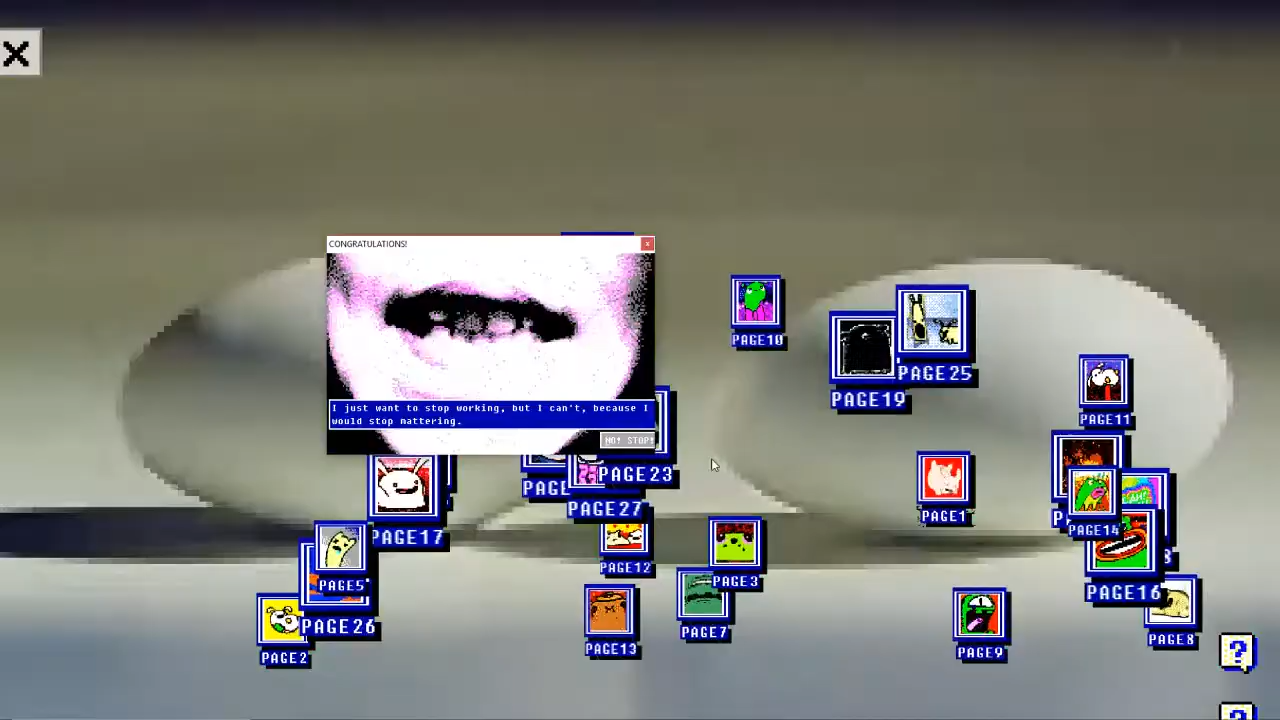 CONGRATULATIONS!
I just want to stop working, but I can't, because I
would stop mattering.
NO! STOP!
PAGE10
PAGE25
PAGE19
PAGE11
PAGE23
PAGE27
PAGE17
PAGE1
PAGE14
PAGE12
PAGE3
PAGE5
PAGE16
PAGE26
PAGE7
PAGE13
PAGE8
PAGE2
PAGE9